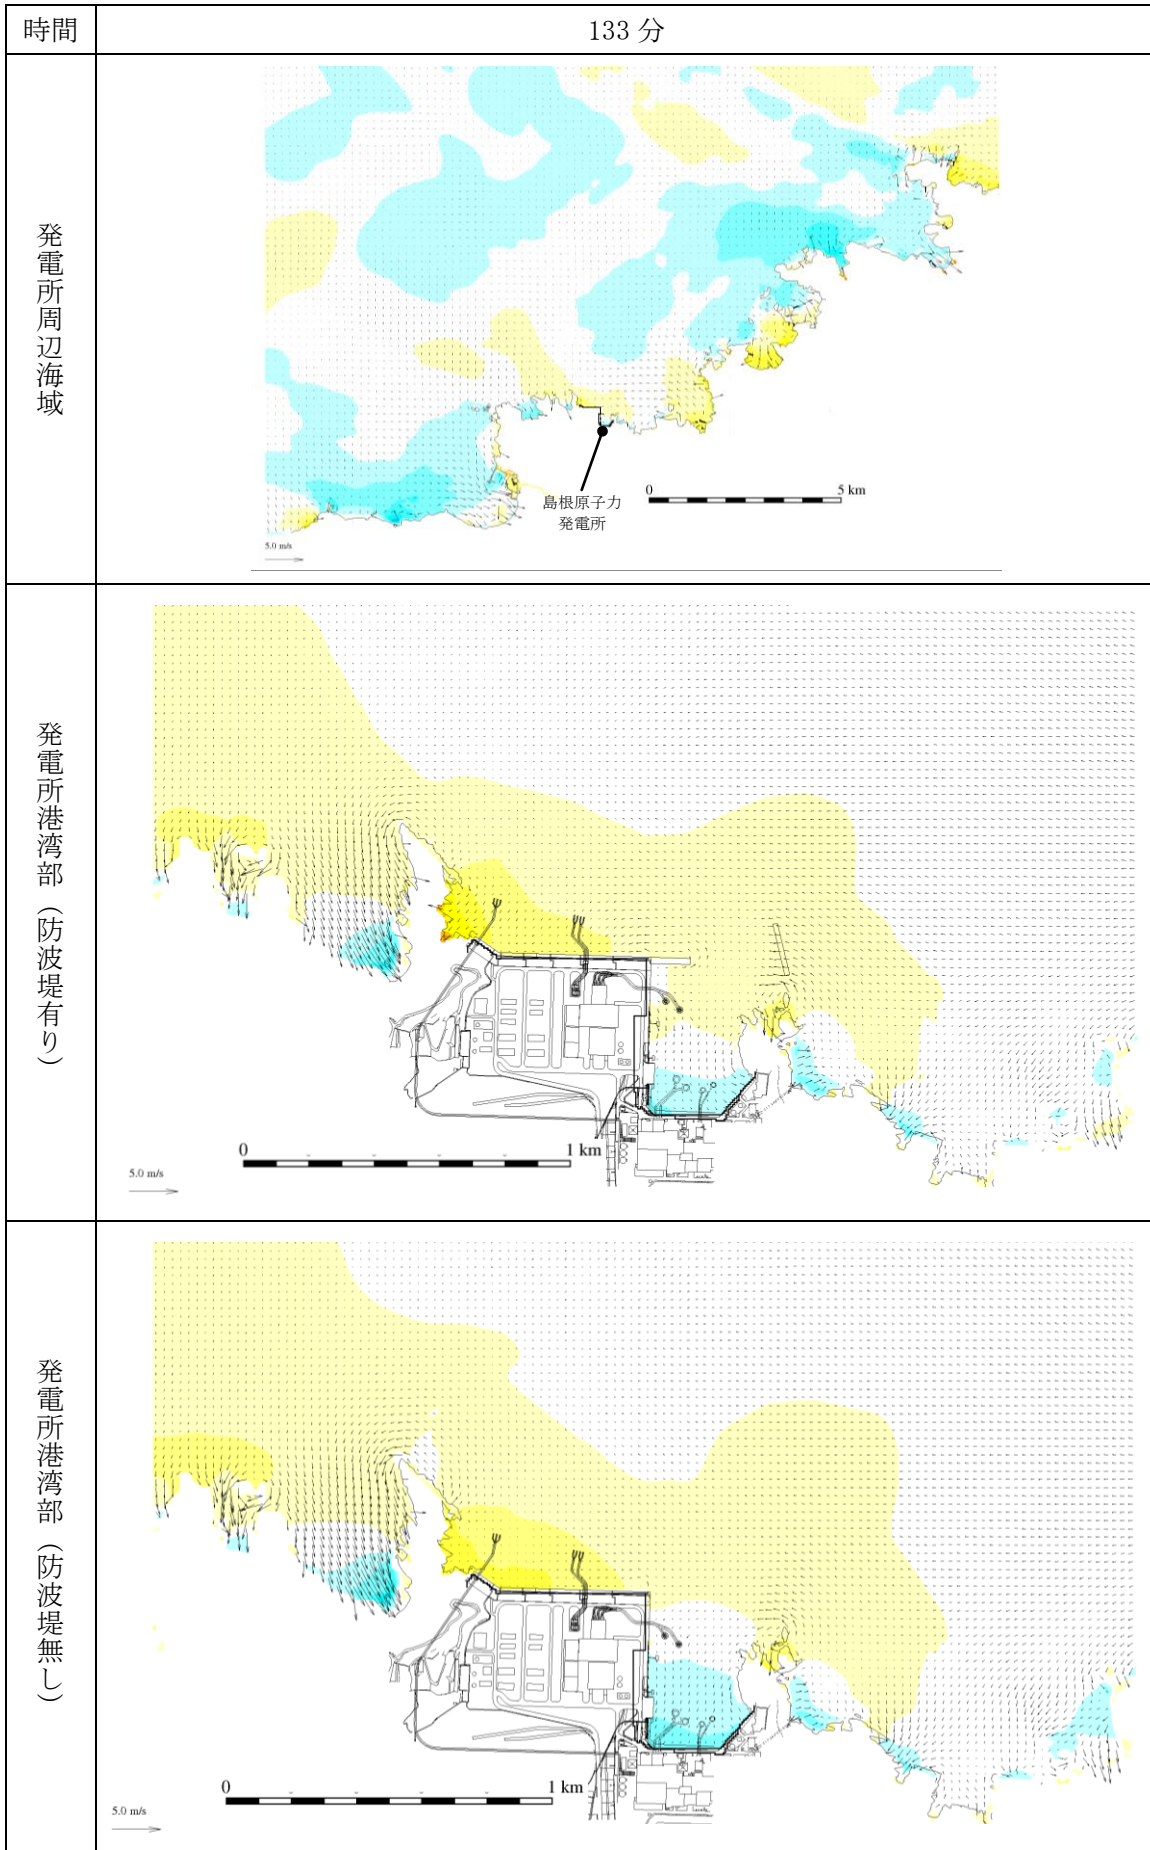 時間
133 分
発電所周辺海域
島根原子力
発電所
0
5 km
5.0 m/s
発電所港湾部（防波堤有り）
0
1 km
5.0 m/s
発電所港湾部（防波堤無し）
0
1 km
5.0 m/s